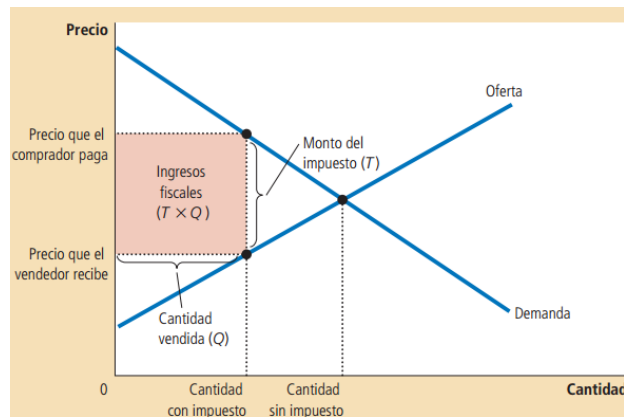 Precio
Oferta
Precio que el
comprador paga
Monto del
impuesto (T)
Ingresos
fiscales
(T × Q)
Precio que el
vendedor recibe
Cantidad
vendida (Q)
Demanda
0
Cantidad
con impuesto
Cantidad
sin impuesto
Cantidad